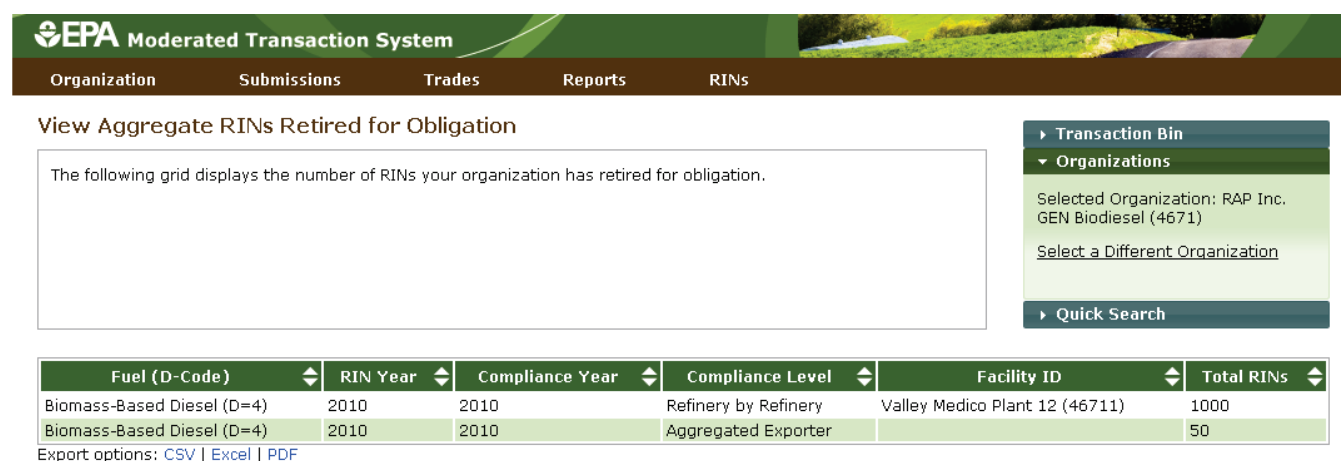 EPA Moderated Transaction System
Organization Submissions Trades Reports RINs
View Aggregate RINs Retired for Obligation
The following grid displays the number of RINs your organization has retired for obligation.
Transaction Bin
Organizations
Selected Organization: RAP Inc.
GEN Biodiesel (4671)
Select a Different Organization
Quick Search
Fuel (D-Code) RIN Year Compliance Year Compliance Level Facility ID Total RINs
Biomass-Based Diesel (D=4) 2010 2010 Refinery by Refinery Valley Medico Plant 12 (46711) 1000
Biomass-Based Diesel (D=4) 2010 2010 Aggregated Exporter 50
Export options: CSV | Excel | PDF